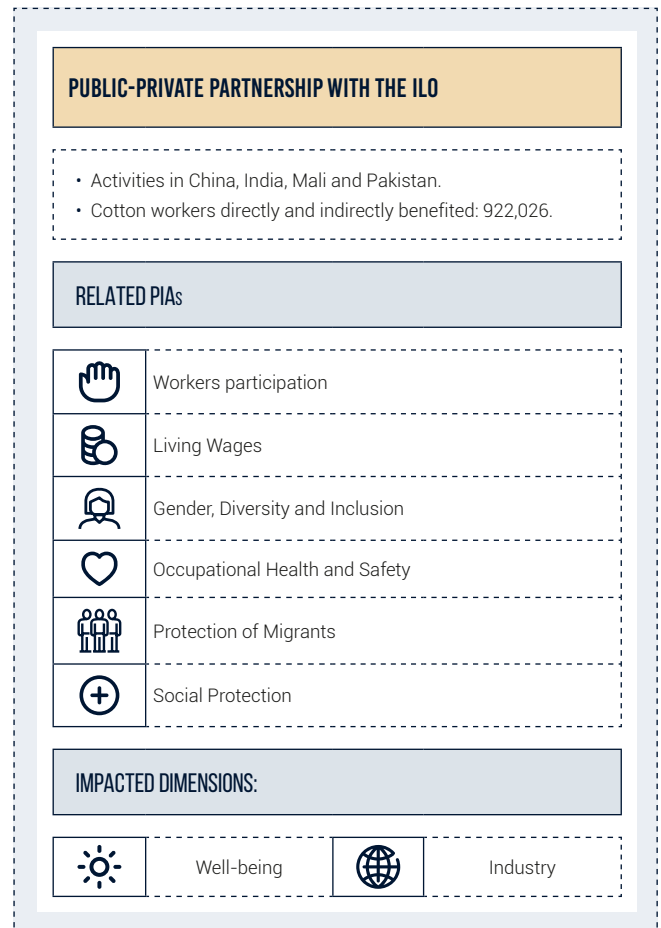 PUBLIC-PRIVATE PARTNERSHIP WITH THE ILO
• Activities in China, India, Mali and Pakistan.
• Cotton workers directly and indirectly benefited: 922,026.
RELATED PIAs
Workers participation
Living Wages
Gender, Diversity and Inclusion
Occupational Health and Safety
Protection of Migrants
Social Protection
IMPACTED DIMENSIONS:
Well-being
Industry